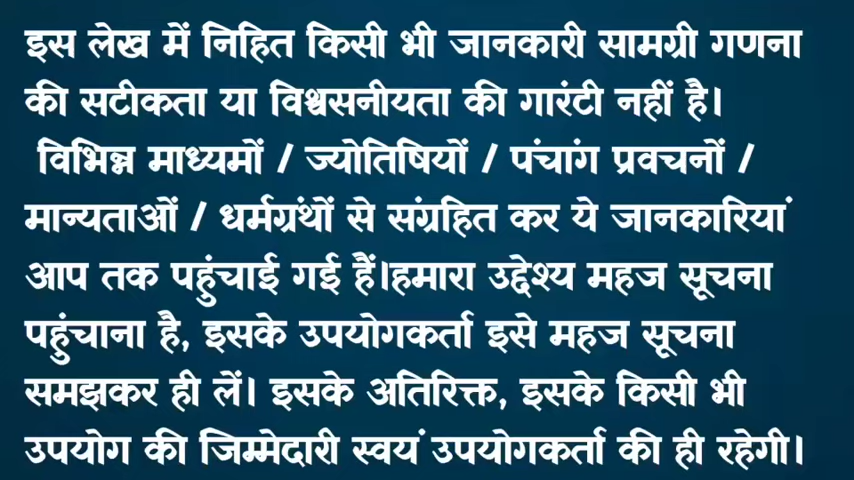 इस लेख में निहित किसी भी जानकारी सामग्री गणना
की सटीकता या विश्वसनीयता की गारंटी नहीं है।
विभिन्न माध्यमों / ज्योतिषियों / पंचांग प्रवचनों /
मान्यताओं / धर्मग्रंथों से संग्रहित कर ये जानकारियां
आप तक पहुंचाई गई हैं।हमारा उद्देश्य महज सूचना
पहुंचाना है, इसके उपयोगकर्ता इसे महज सूचना
समझकर ही लें। इसके अतिरिक्त, इसके किसी भी
उपयोग की जिम्मेदारी स्वयं उपयोगकर्ता की ही रहेगी।